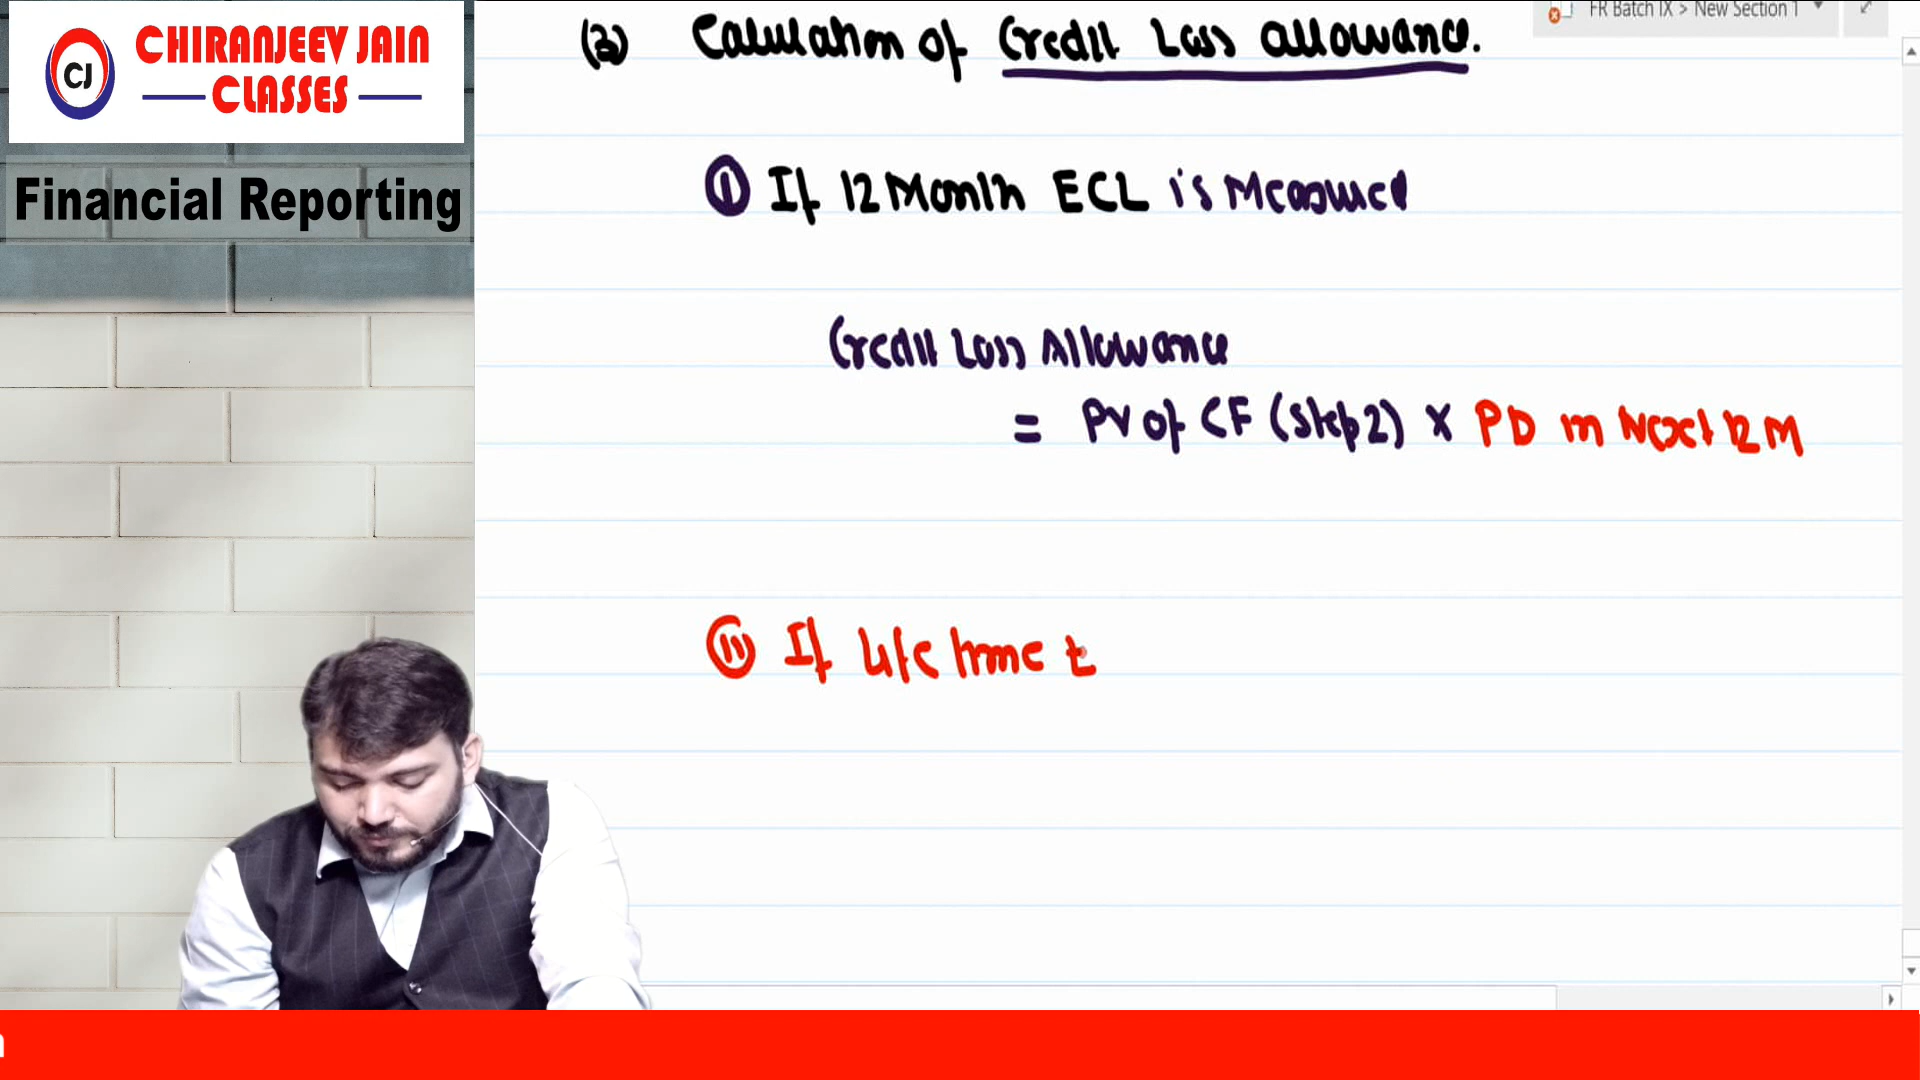 CHIRANJEEV JAIN
CJ
CLASSES
Financial Reporting
FR Batch IX > New Section 1
(3) Calculation of Credit Loss allowance.
(i) If 12 Month ECL is Measured
Credit Loss Allowance
= PV of CF (Step 2) x PD in Next 12 M
(ii) If Life time E
n